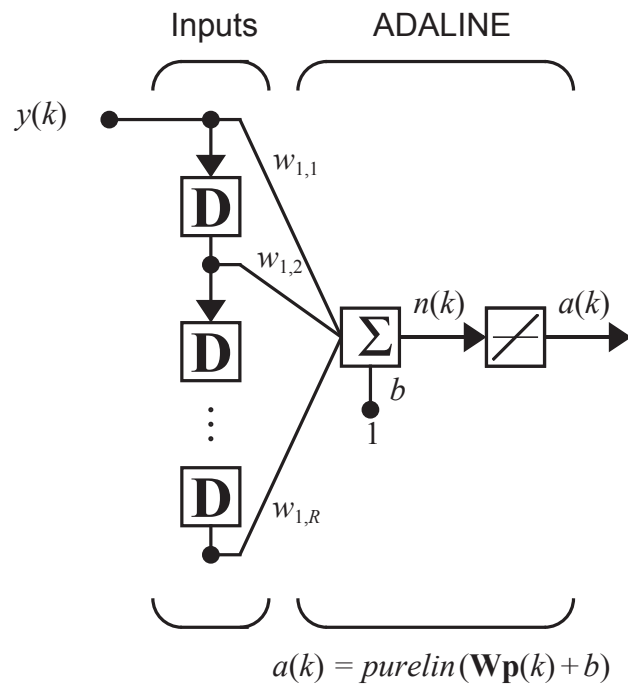 Inputs ADALINE
y(k)
w₁,₁
D
w₁,₂
n(k) a(k)
Σ
D
b
1
⋮
D
w₁,R
a(k) = purelin(Wp(k) + b)